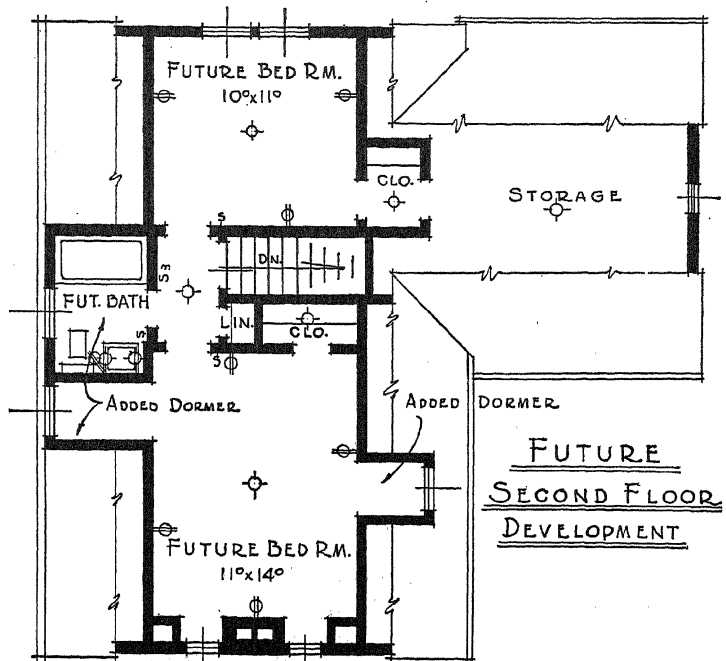 FUTURE BED RM.
10⁰x11⁰
CLO.
STORAGE
S
DN.
S3
FUT. BATH
LIN.
CLO.
S
S
ADDED DORMER
ADDED DORMER
FUTURE
SECOND FLOOR
DEVELOPMENT
FUTURE BED RM.
11⁰x14⁰